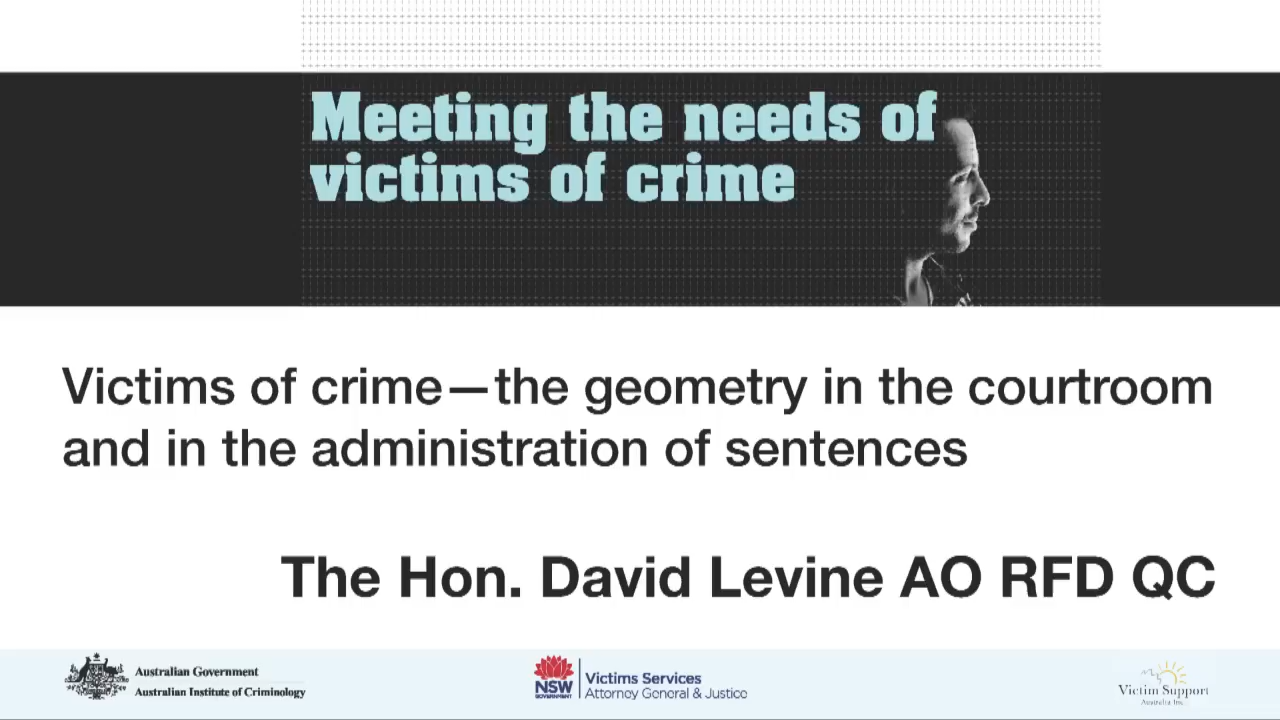 Meeting the needs of
victims of crime
Victims of crime—the geometry in the courtroom
and in the administration of sentences
The Hon. David Levine AO RFD QC
Australian Government
Australian Institute of Criminology
NSW
GOVERNMENT
Victims Services
Attorney General & Justice
Victim Support
Australia Inc.